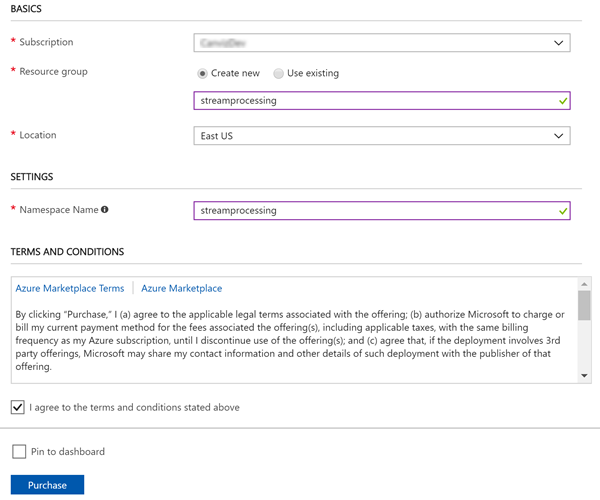 BASICS
* Subscription
* Resource group
Create new Use existing
streamprocessing
* Location East US
SETTINGS
* Namespace Name streamprocessing
TERMS AND CONDITIONS
Azure Marketplace Terms Azure Marketplace
By clicking “Purchase,” I (a) agree to the applicable legal terms associated with the offering; (b) authorize Microsoft to charge or
bill my current payment method for the fees associated the offering(s), including applicable taxes, with the same billing
frequency as my Azure subscription, until I discontinue use of the offering(s); and (c) agree that, if the deployment involves 3rd
party offerings, Microsoft may share my contact information and other details of such deployment with the publisher of that
offering.
I agree to the terms and conditions stated above
Pin to dashboard
Purchase